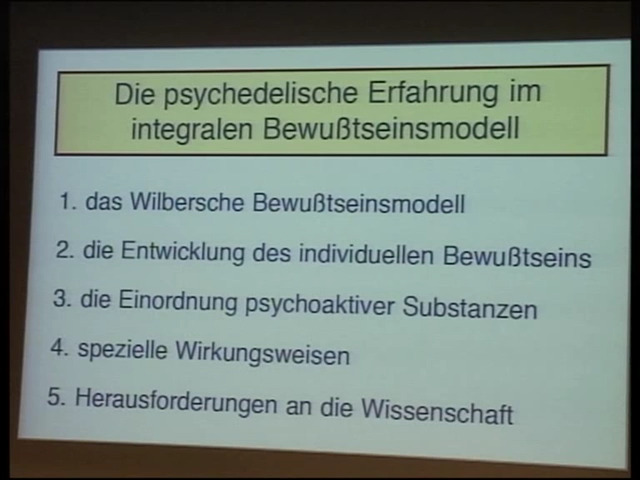 Die psychedelische Erfahrung im
integralen Bewußtseinsmodell
1. das Wilbersche Bewußtseinsmodell
2. die Entwicklung des individuellen Bewußtseins
3. die Einordnung psychoaktiver Substanzen
4. spezielle Wirkungsweisen
5. Herausforderungen an die Wissenschaft